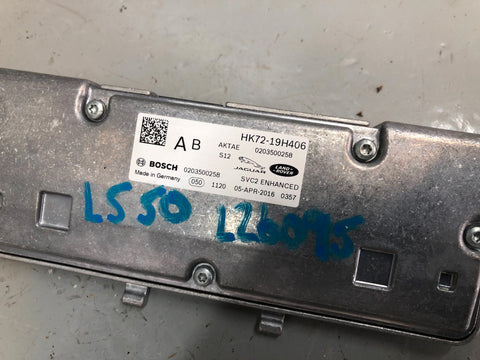 HK72-19H406
A B
AKTAE 0203500258
S12 JAGUAR LAND ROVER
BOSCH 0203500258
SVC2 ENHANCED
Made in Germany 050 1120 05-APR-2016 0357
LS50 L26095